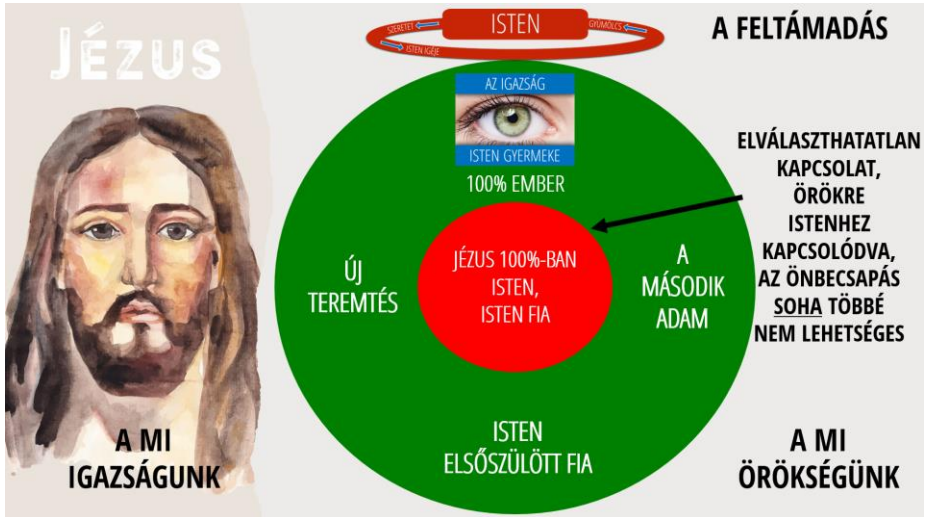 JÉZUS
A MI
IGAZSÁGUNK
ISTEN
SZERETET
GYÜMÖLCS
ISTEN IGÉJE
AZ IGAZSÁG
ISTEN GYERMEKE
100% EMBER
ÚJ
TEREMTÉS
JÉZUS 100%-BAN
ISTEN,
ISTEN FIA
A
MÁSODIK
ADAM
ISTEN
ELSŐSZÜLÖTT FIA
A FELTÁMADÁS
ELVÁLASZTHATATLAN
KAPCSOLAT,
ÖRÖKRE
ISTENHEZ
KAPCSOLÓDVA,
AZ ÖNBECSAPÁS
SOHA TÖBBÉ
NEM LEHETSÉGES
A MI
ÖRÖKSÉGÜNK